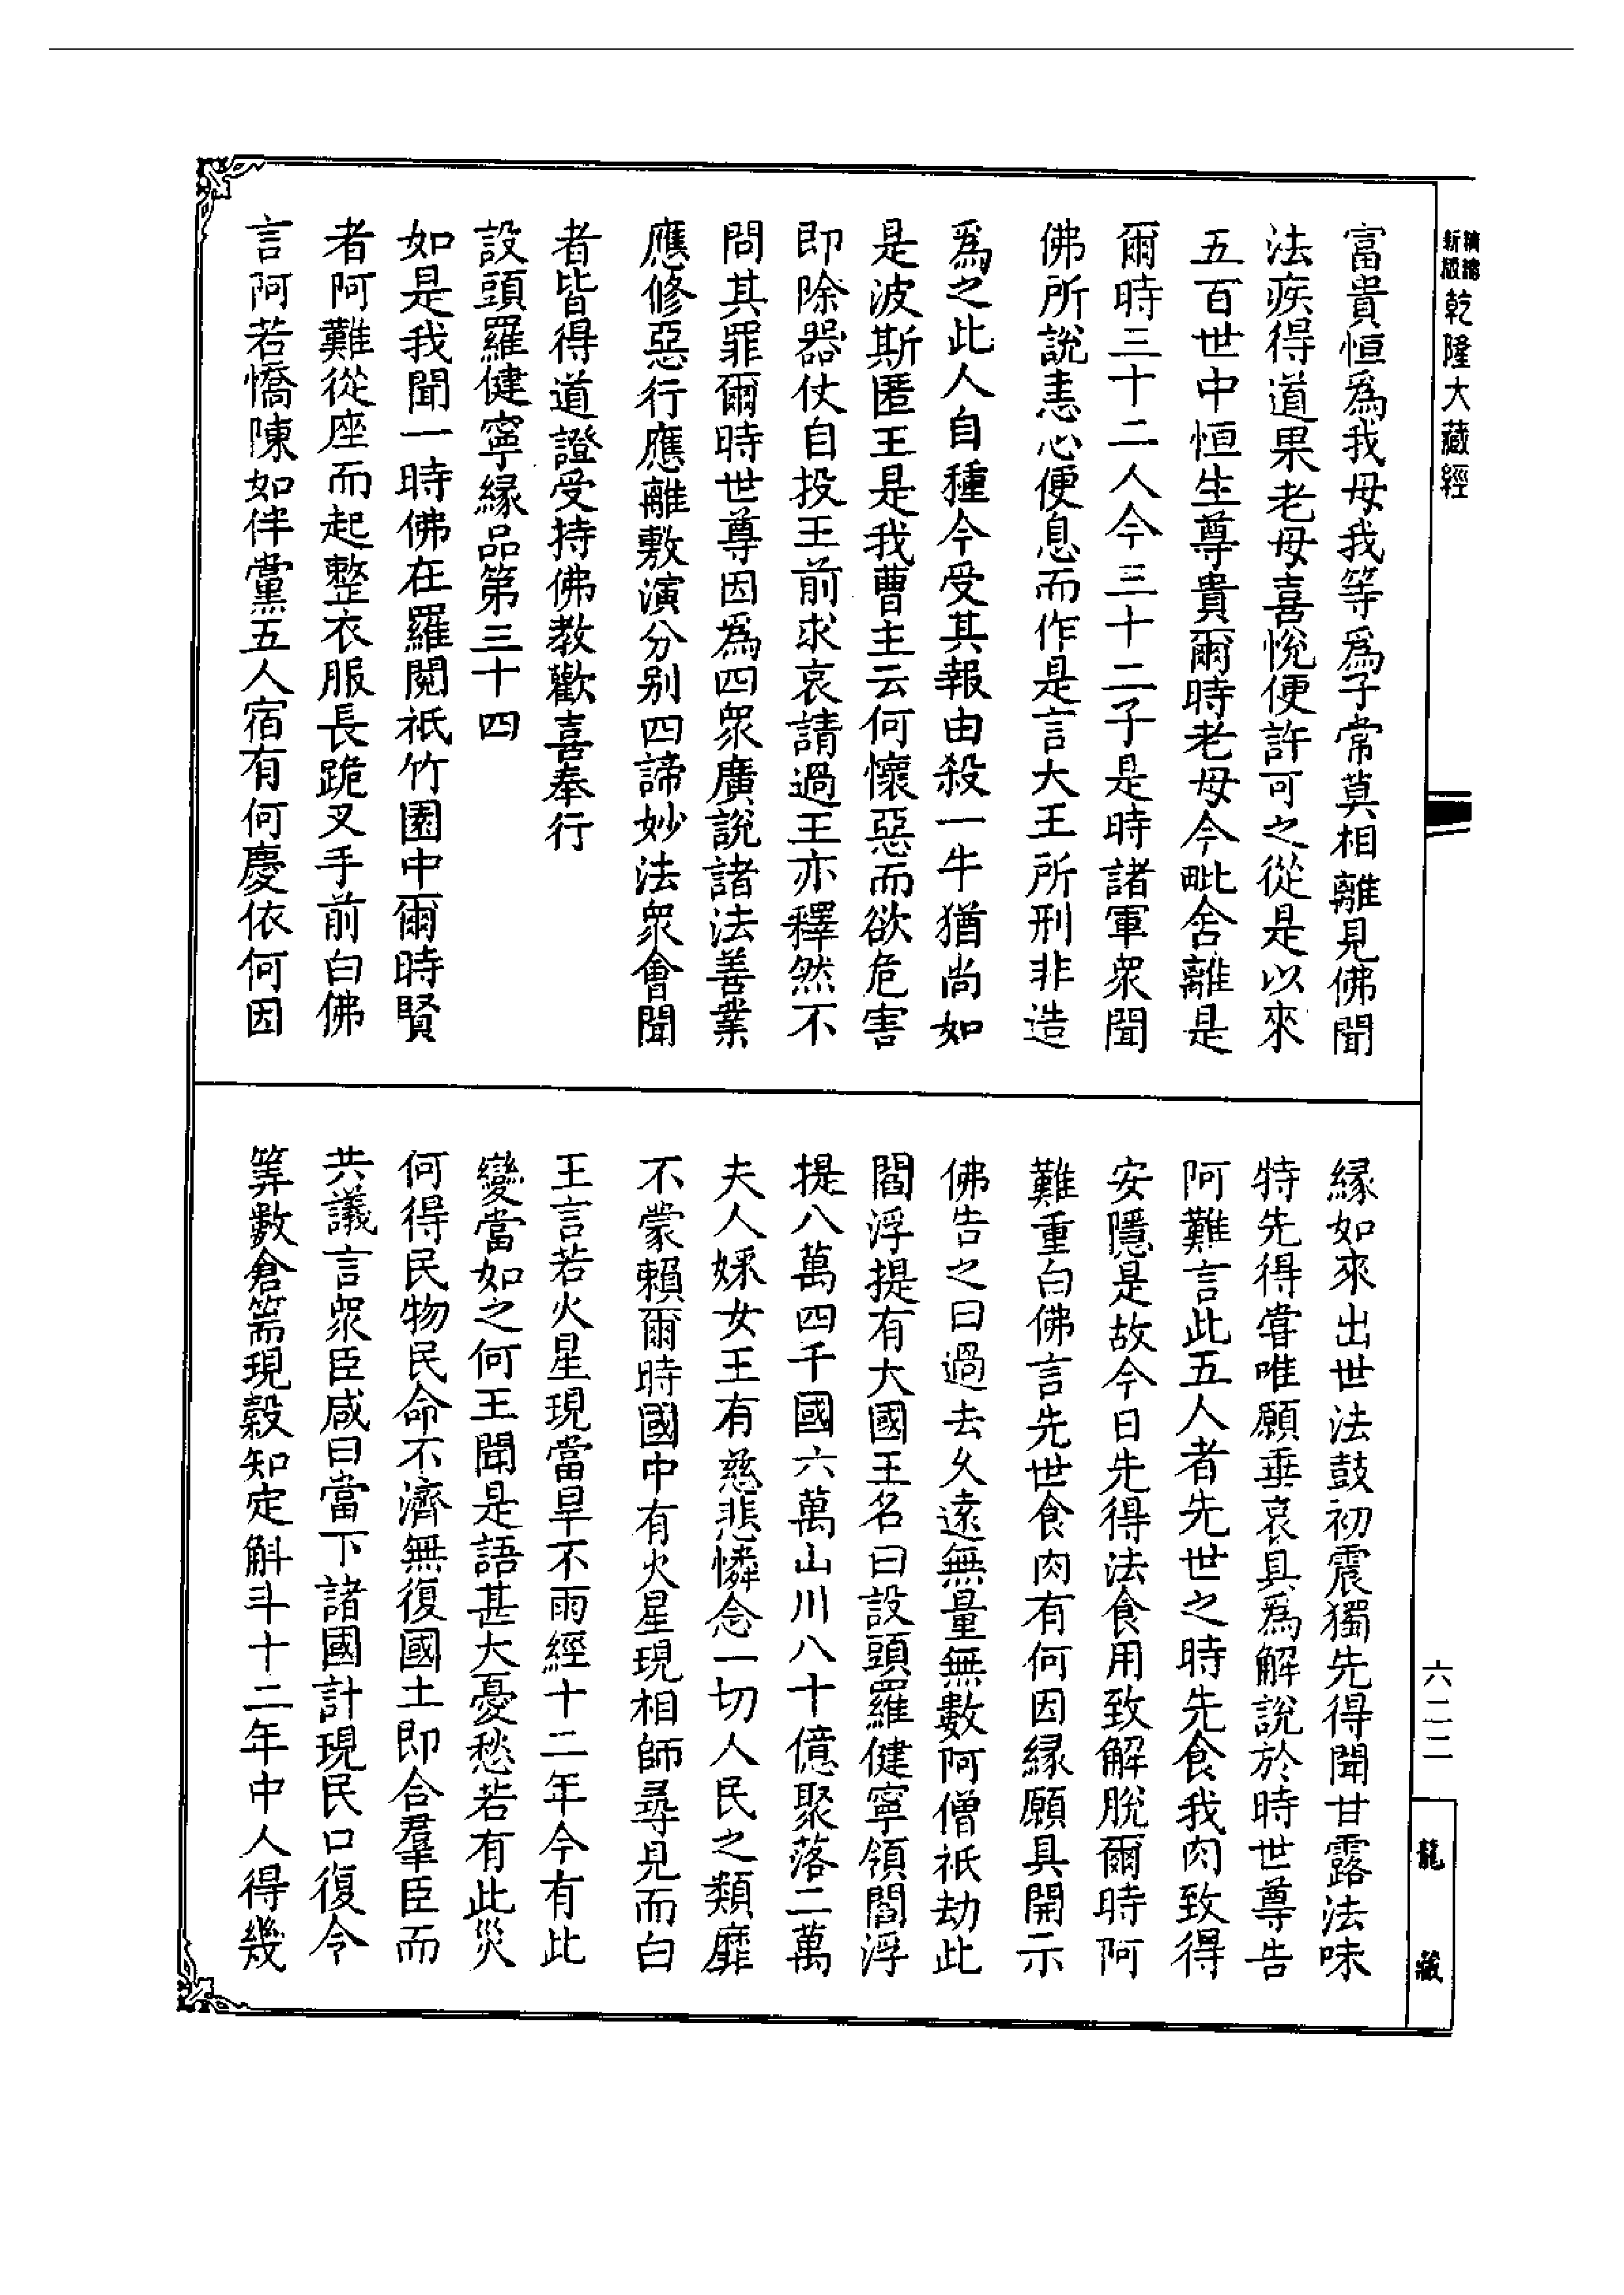 新版 精縮 乾隆大藏經
富貴恒爲我母我等爲子常莫相離見佛聞
法疾得道果老母喜悅便許可之從是以來
五百世中恒生尊貴爾時老母今毗舍離是
爾時三十二人今三十二子是時諸軍衆聞
佛所說恚心便息而作是言大王所刑非造
爲之此人自種今受其報由殺一牛猶尚如
是波斯匿王是我曹主云何懷惡而欲危害
即除器仗自投王前求哀請過王亦釋然不
問其罪爾時世尊因爲四衆廣說諸法善業
應修惡行應離敷演分别四諦妙法衆會聞
者皆得道證受持佛教歡喜奉行
設頭羅健寧縁品第三十四
如是我聞一時佛在羅閱祇竹園中爾時賢
者阿難從座而起整衣服長跪叉手前白佛
言阿若憍陳如伴黨五人宿有何慶依何因
縁如來出世法鼓初震獨先得聞甘露法味
特先得嘗唯願垂哀具爲解說於時世尊告
阿難言此五人者先世之時先食我肉致得
安隱是故今日先得法食用致解脫爾時阿
難重白佛言先世食肉有何因縁願具開示
佛告之曰過去久遠無量無數阿僧祇劫此
閻浮提有大國王名曰設頭羅健寧領閻浮
提八萬四千國六萬山川八十億聚落二萬
夫人婇女王有慈悲憐念一切人民之類靡
不蒙賴爾時國中有火星現相師尋見而白
王言若火星現當旱不雨經十二年今有此
變當如之何王聞是語甚大憂愁若有此災
何得民物民命不濟無復國土即合羣臣而
共議言衆臣咸曰當下諸國計現民口復令
筭數倉筩現穀知定斛斗十二年中人得幾
六二二
龍藏